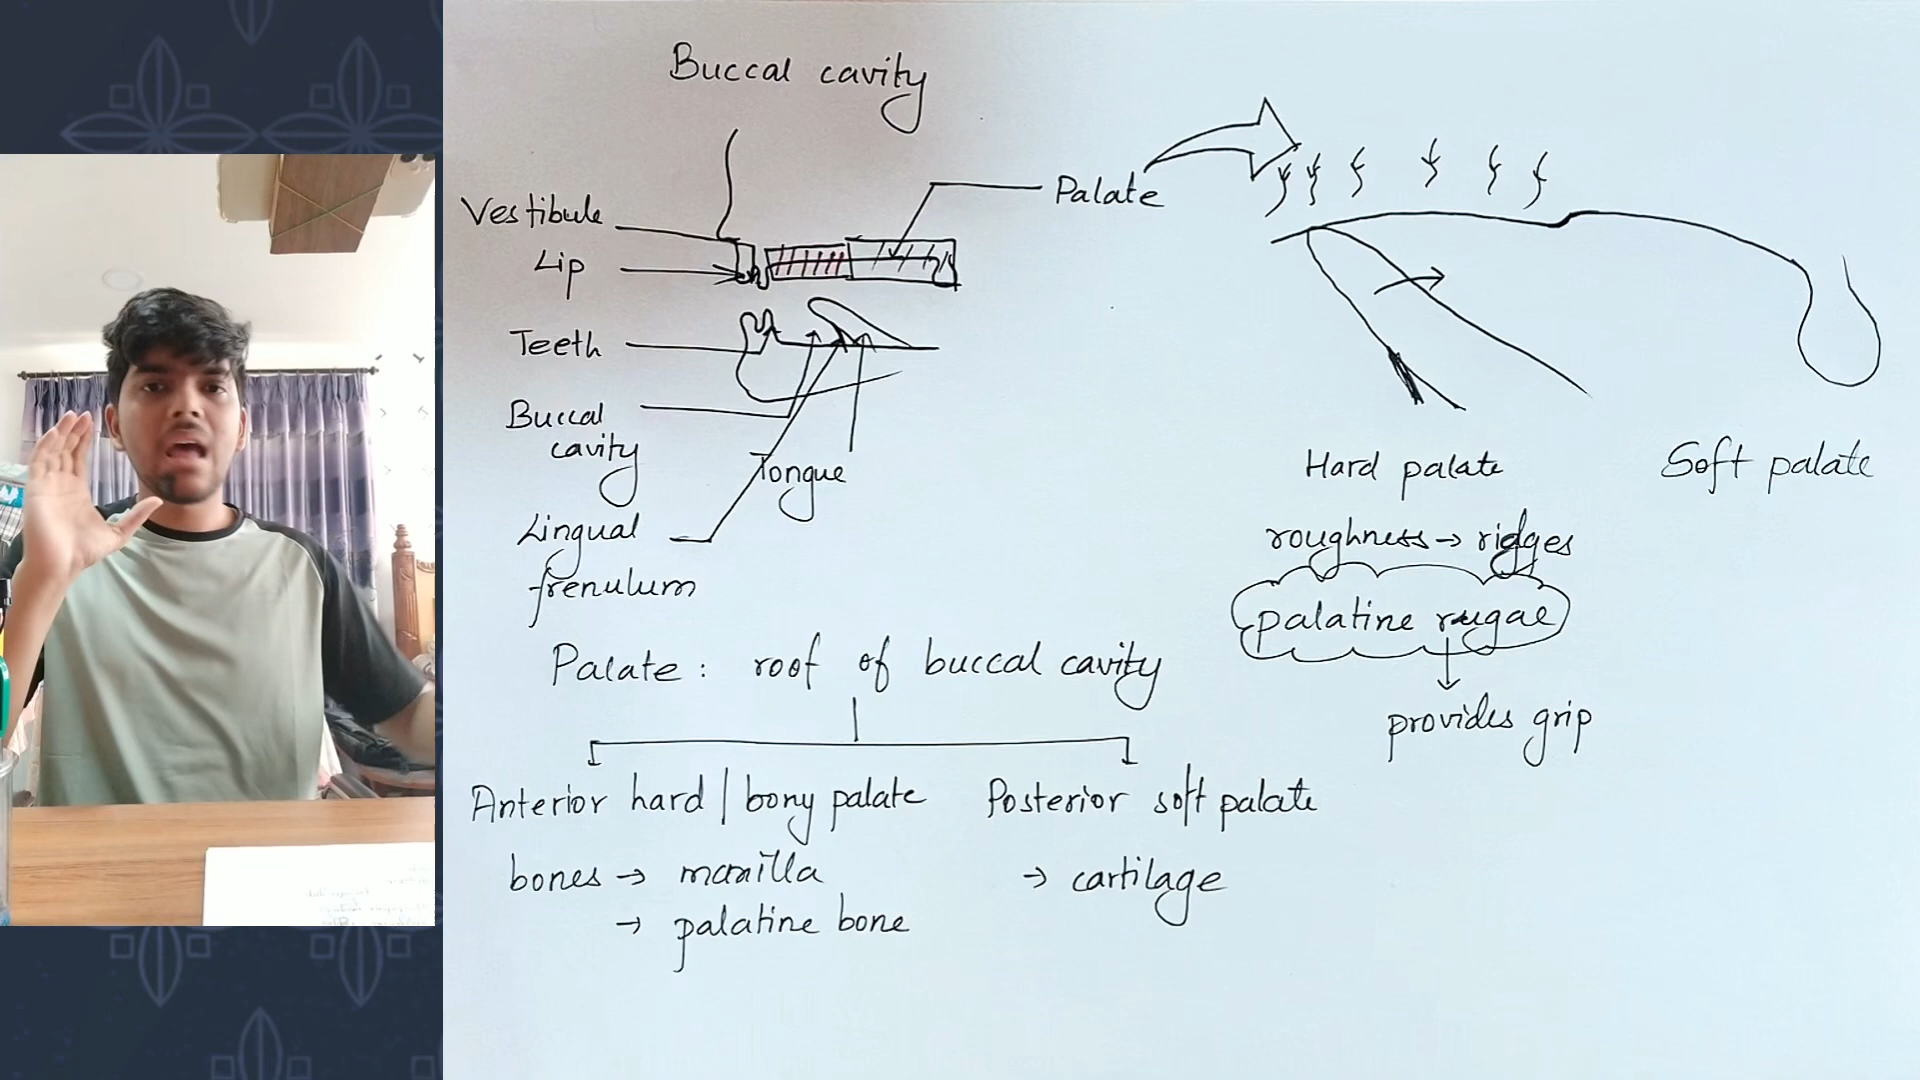 Buccal cavity
Vestibule
Lip
Teeth
Buccal
cavity
Tongue
Lingual
frenulum
Palate
Hard palate
Soft palate
roughness → ridges
palatine rugae
↓
provides grip
Palate : roof of buccal cavity
Anterior hard / bony palate
bones → maxilla
→ palatine bone
Posterior soft palate
→ cartilage